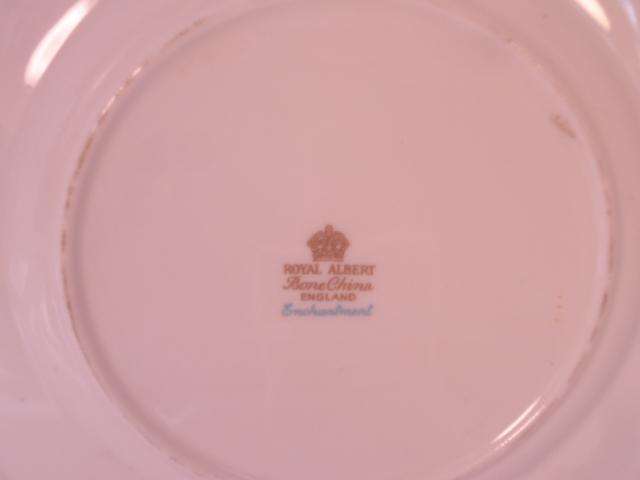 ROYAL ALBERT
Bone China
ENGLAND
Enchantment